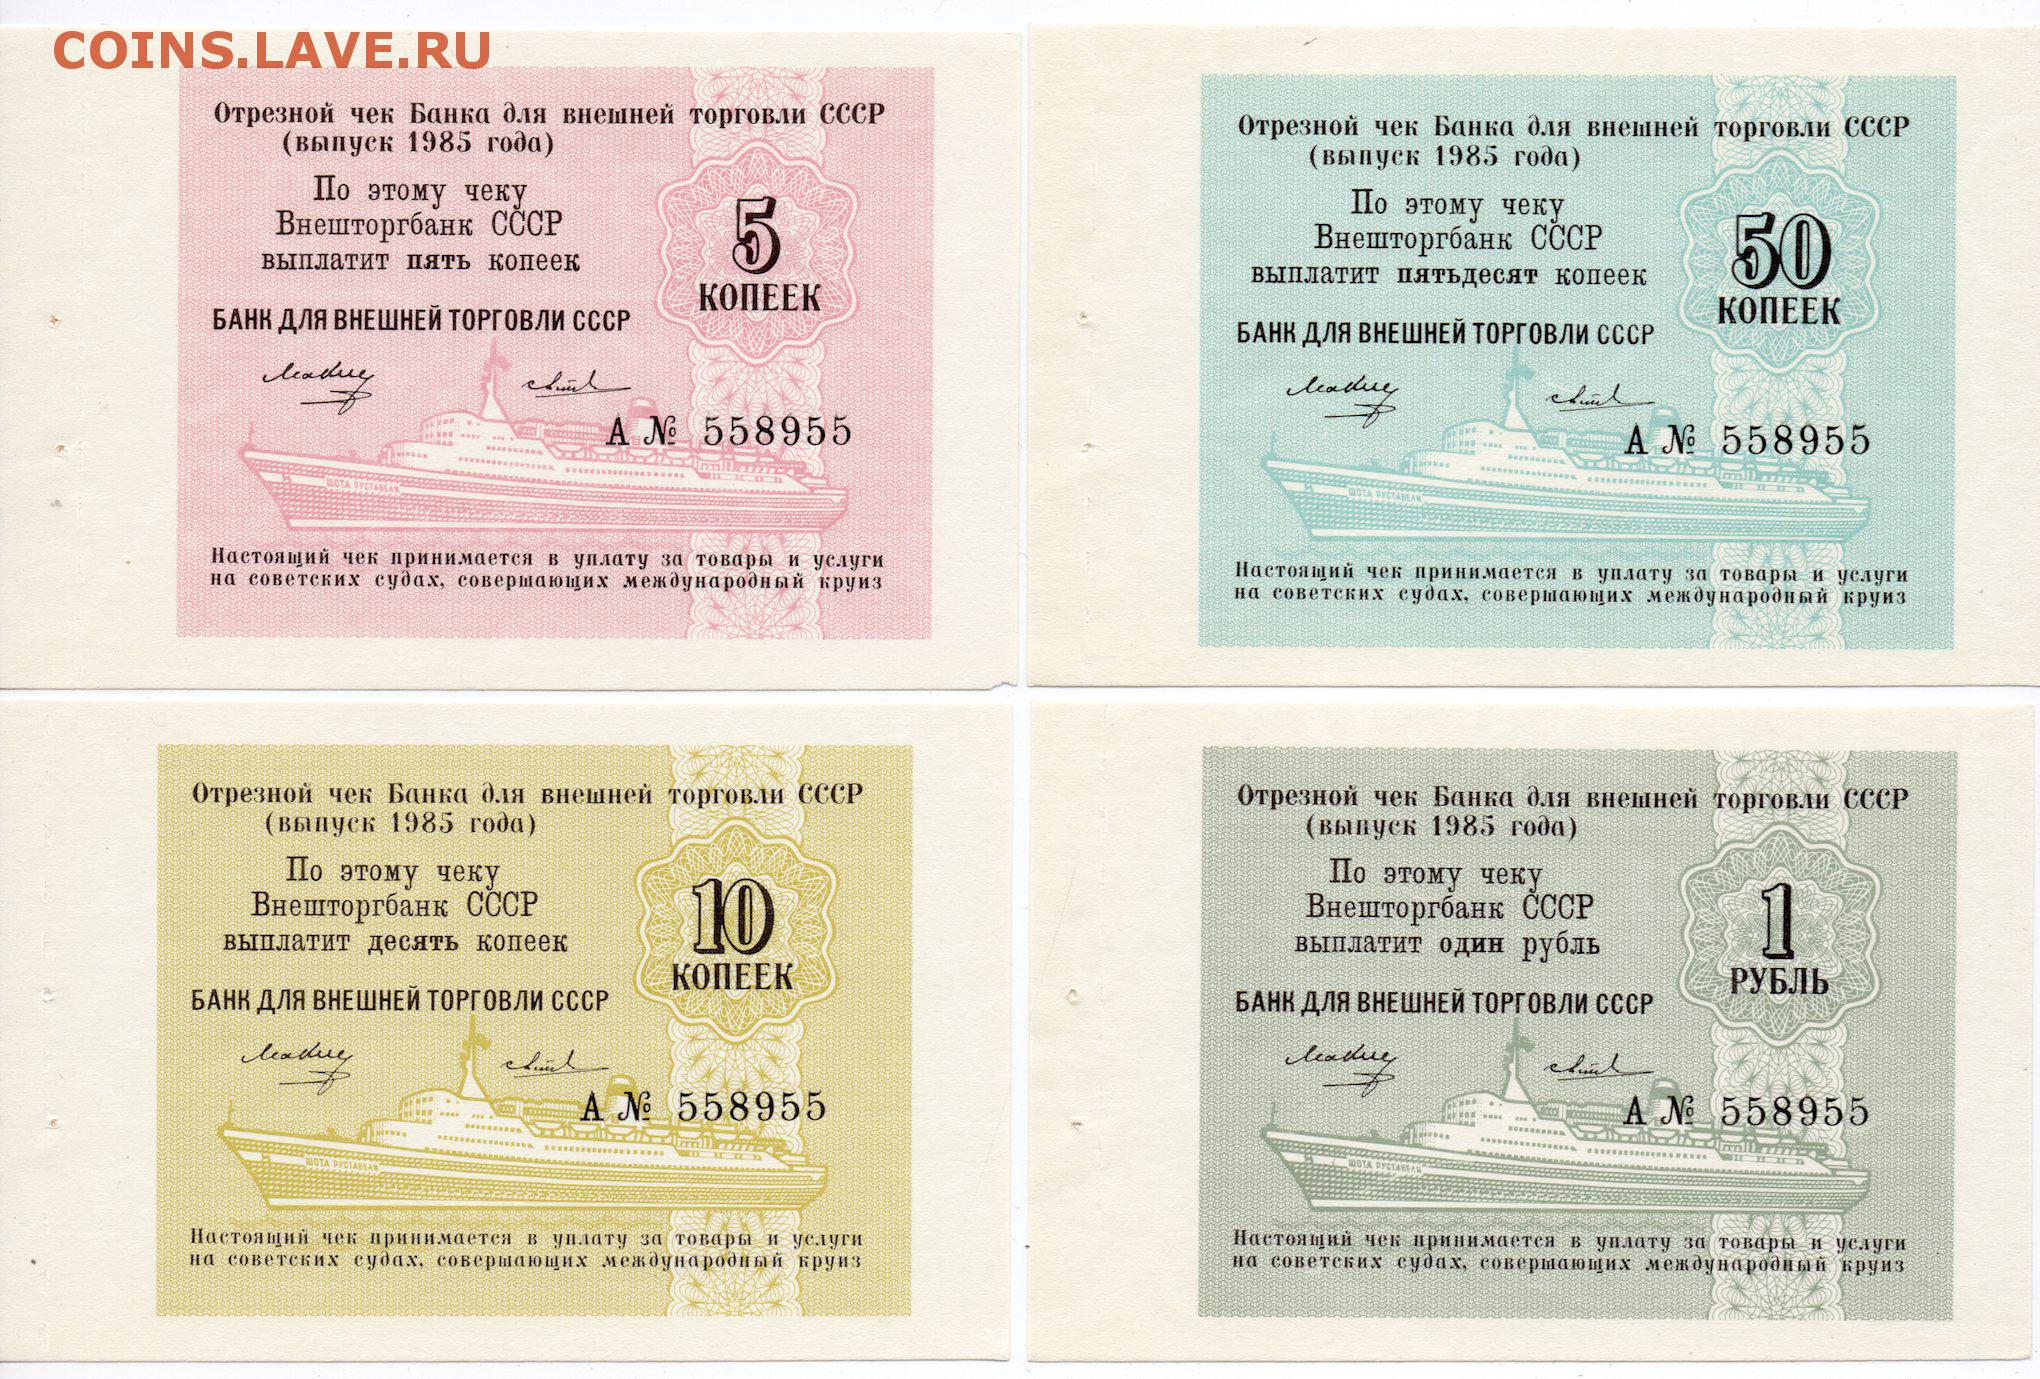 COINS.LAVE.RU
Отрезной чек Банка для внешней торговли СССР
(выпуск 1985 года)
По этому чеку
Внешторгбанк СССР
выплатит пять копеек
5
КОПЕЕК
БАНК ДЛЯ ВНЕШНЕЙ ТОРГОВЛИ СССР
А № 558955
ШОТА РУСТАВЕЛИ
Настоящий чек принимается в уплату за товары и услуги
на советских судах, совершающих международный круиз
Отрезной чек Банка для внешней торговли СССР
(выпуск 1985 года)
По этому чеку
Внешторгбанк СССР
выплатит пятьдесят копеек
50
КОПЕЕК
БАНК ДЛЯ ВНЕШНЕЙ ТОРГОВЛИ СССР
А № 558955
ШОТА РУСТАВЕЛИ
Настоящий чек принимается в уплату за товары и услуги
на советских судах, совершающих международный круиз
Отрезной чек Банка для внешней торговли СССР
(выпуск 1985 года)
По этому чеку
Внешторгбанк СССР
выплатит десять копеек
10
КОПЕЕК
БАНК ДЛЯ ВНЕШНЕЙ ТОРГОВЛИ СССР
А № 558955
ШОТА РУСТАВЕЛИ
Настоящий чек принимается в уплату за товары и услуги
на советских судах, совершающих международный круиз
Отрезной чек Банка для внешней торговли СССР
(выпуск 1985 года)
По этому чеку
Внешторгбанк СССР
выплатит один рубль
1
РУБЛЬ
БАНК ДЛЯ ВНЕШНЕЙ ТОРГОВЛИ СССР
А № 558955
ШОТА РУСТАВЕЛИ
Настоящий чек принимается в уплату за товары и услуги
на советских судах, совершающих международный круиз